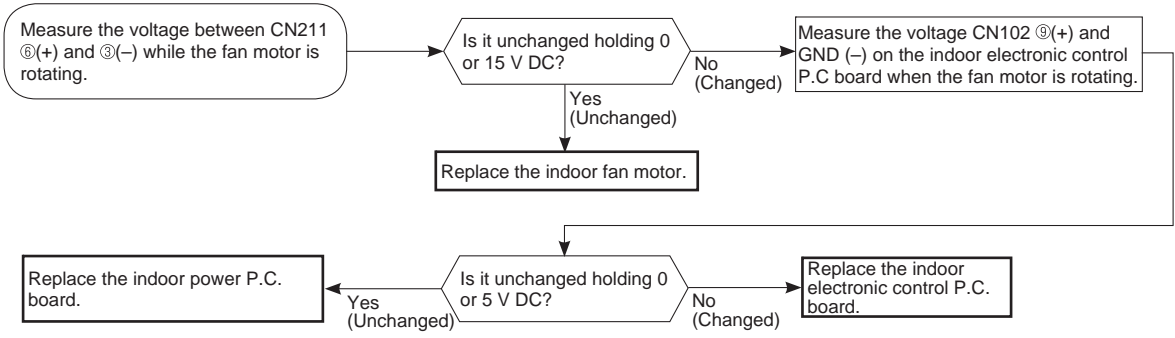 Measure the voltage between CN211
⑥(+) and ③(–) while the fan motor is
rotating.
Is it unchanged holding 0
or 15 V DC?
No
(Changed)
Measure the voltage CN102 ⑨(+) and
GND (–) on the indoor electronic control
P.C board when the fan motor is rotating.
Yes
(Unchanged)
Replace the indoor fan motor.
Replace the indoor power P.C.
board.
Yes
(Unchanged)
Is it unchanged holding 0
or 5 V DC?
No
(Changed)
Replace the indoor
electronic control P.C.
board.